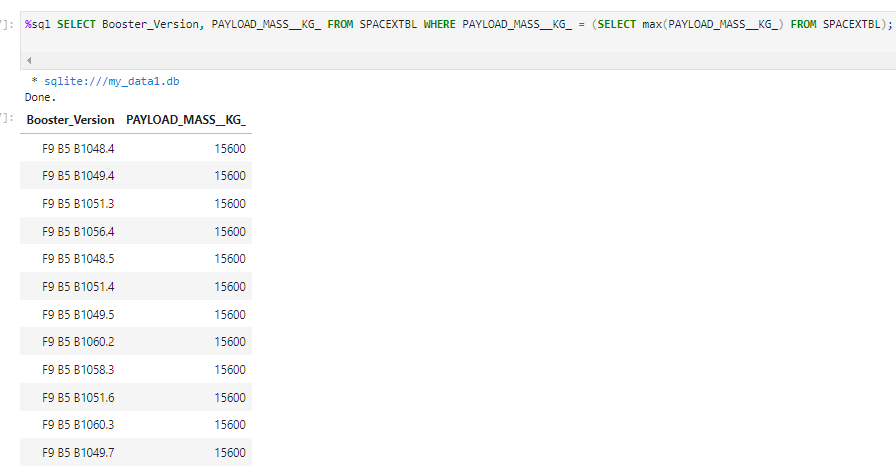 ]: %sql SELECT Booster_Version, PAYLOAD_MASS__KG_ FROM SPACEXTBL WHERE PAYLOAD_MASS__KG_ = (SELECT max(PAYLOAD_MASS__KG_) FROM SPACEXTBL);
* sqlite:///my_data1.db
Done.
]: Booster_Version PAYLOAD_MASS__KG_
F9 B5 B1048.4 15600
F9 B5 B1049.4 15600
F9 B5 B1051.3 15600
F9 B5 B1056.4 15600
F9 B5 B1048.5 15600
F9 B5 B1051.4 15600
F9 B5 B1049.5 15600
F9 B5 B1060.2 15600
F9 B5 B1058.3 15600
F9 B5 B1051.6 15600
F9 B5 B1060.3 15600
F9 B5 B1049.7 15600